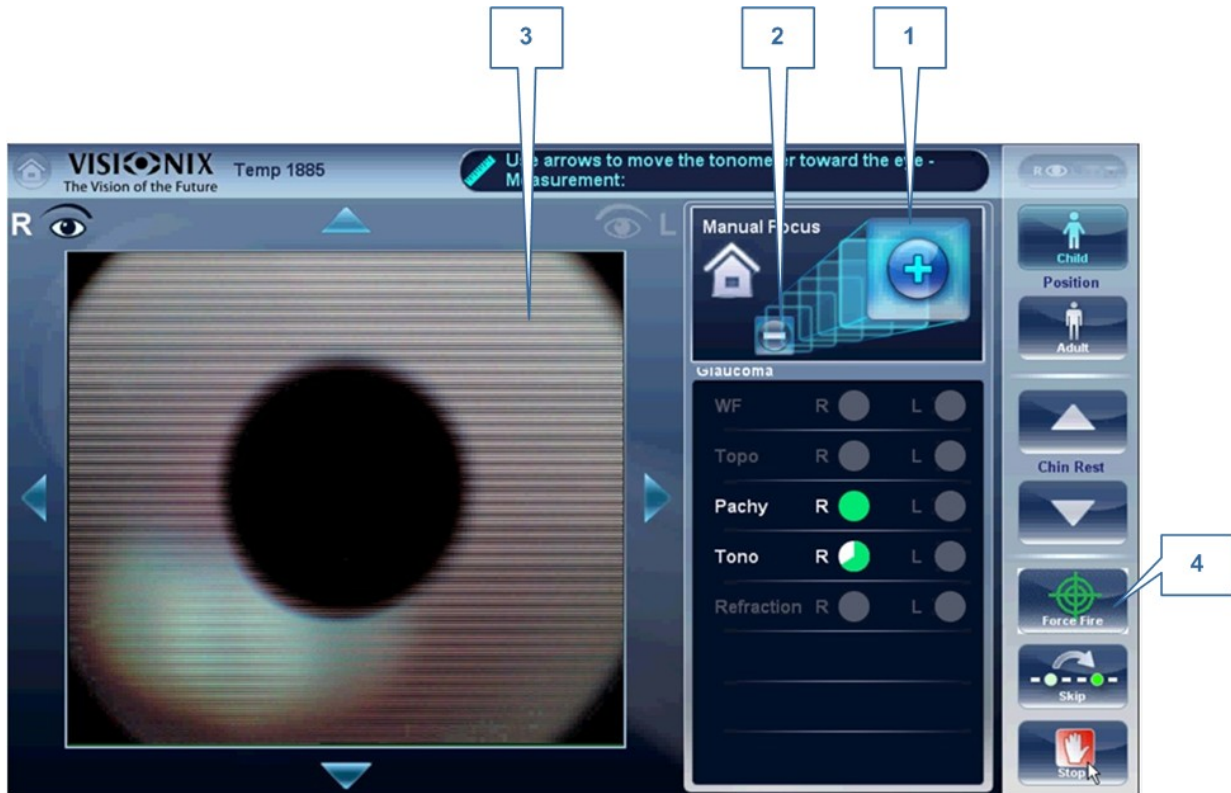 3
2
1
VISIONIX
The Vision of the Future
Temp 1885
Use arrows to move the tonometer toward the eye -
Measurement:
R
R
L
Manual Focus
Child
Position
Adult
Glaucoma
WF R L
Topo R L
Chin Rest
Pachy R L
Tono R L
4
Refraction R L
Force Fire
Skip
Stop